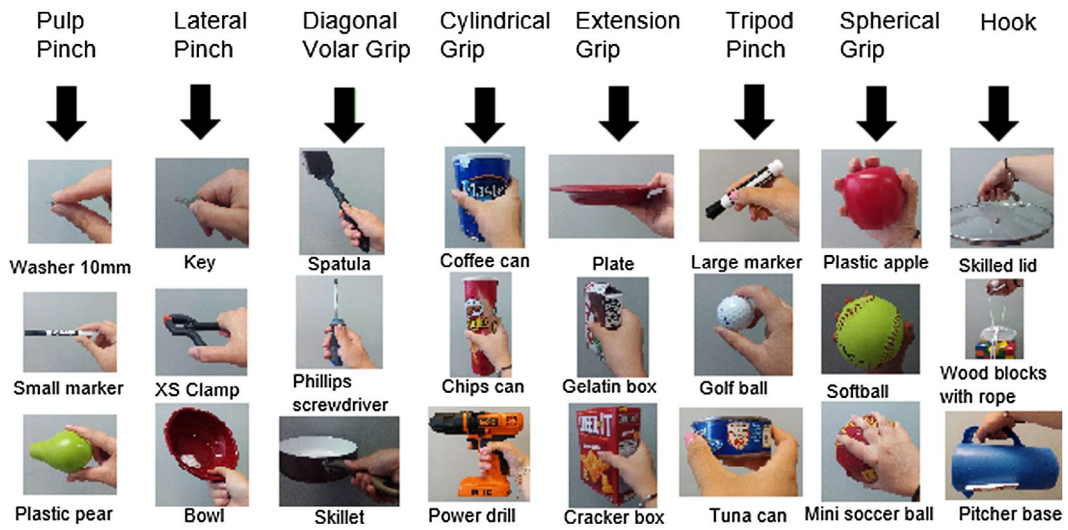 Pulp
Pinch
Lateral
Pinch
Diagonal
Volar Grip
Cylindrical
Grip
Extension
Grip
Tripod
Pinch
Spherical
Grip
Hook
Washer 10mm
Key
Spatula
Coffee can
Plate
Large marker
Plastic apple
Skilled lid
Small marker
XS Clamp
Phillips
screwdriver
Chips can
Gelatin box
Golf ball
Softball
Wood blocks
with rope
Plastic pear
Bowl
Skillet
Power drill
Cracker box
Tuna can
Mini soccer ball
Pitcher base